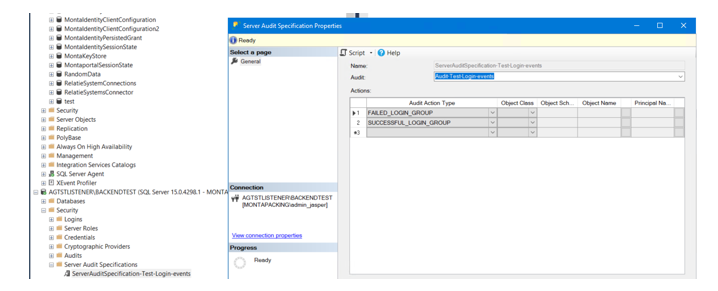 MontaIdentityClientConfiguration
MontaIdentityClientConfiguration2
MontaIdentityPersistedGrant
MontaIdentitySessionState
MontaKeyStore
MontaportalSessionState
RandomData
RelatieSystemConnections
RelatieSystemsConnector
test
Security
Server Objects
Replication
PolyBase
Always On High Availability
Management
Integration Services Catalogs
SQL Server Agent
XEvent Profiler
AGTSTLISTENER\BACKENDTEST (SQL Server 15.0.4298.1 - MONTA
Databases
Security
Logins
Server Roles
Credentials
Cryptographic Providers
Audits
Server Audit Specifications
ServerAuditSpecification-Test-Login-events
Server Audit Specification Properties
Ready
Select a page
General
Connection
AGTSTLISTENER\BACKENDTEST
[MONTAPACKING\admin_jesper]
View connection properties
Progress
Ready
Script
Help
Name:
ServerAuditSpecification-Test-Login-events
Audit:
Audit-Test-Login-events
Actions:
Audit Action Type
Object Class
Object Sch...
Object Name
Principal Na...
1
FAILED_LOGIN_GROUP
2
SUCCESSFUL_LOGIN_GROUP
*3